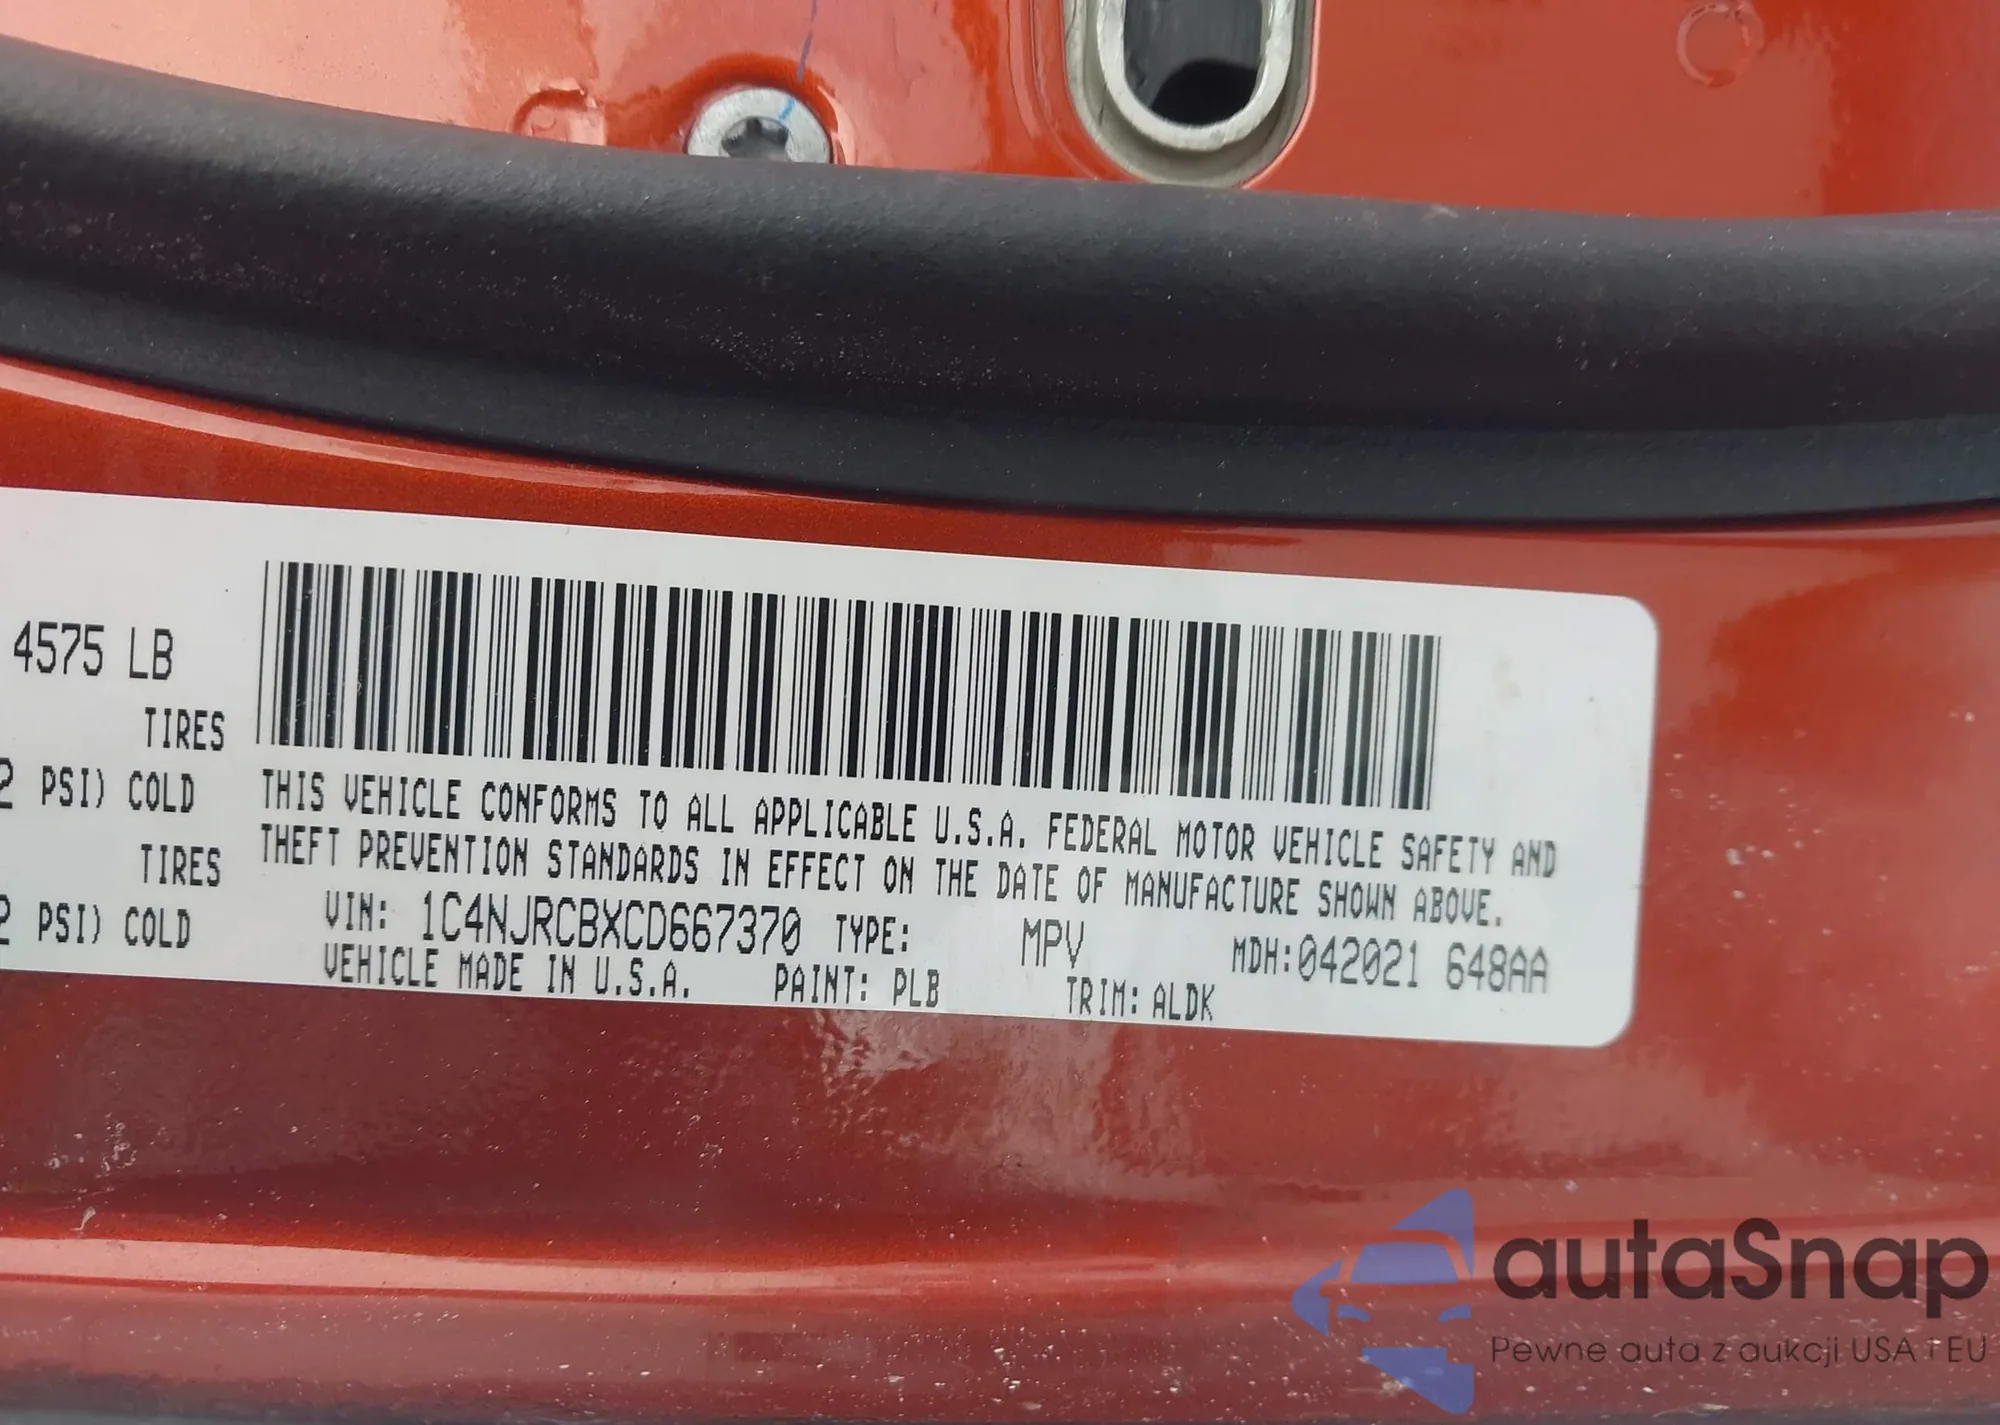 4575 LB
TIRES
2 PSI) COLD
TIRES
2 PSI) COLD
THIS VEHICLE CONFORMS TO ALL APPLICABLE U.S.A. FEDERAL MOTOR VEHICLE SAFETY AND
THEFT PREVENTION STANDARDS IN EFFECT ON THE DATE OF MANUFACTURE SHOWN ABOVE.
VIN: 1C4NJRCBXCD667370 TYPE: MPV MDH:042021 648AA
VEHICLE MADE IN U.S.A. PAINT: PLB TRIM: ALDK
autaSnap
Pewne auta z aukcji USA i EU